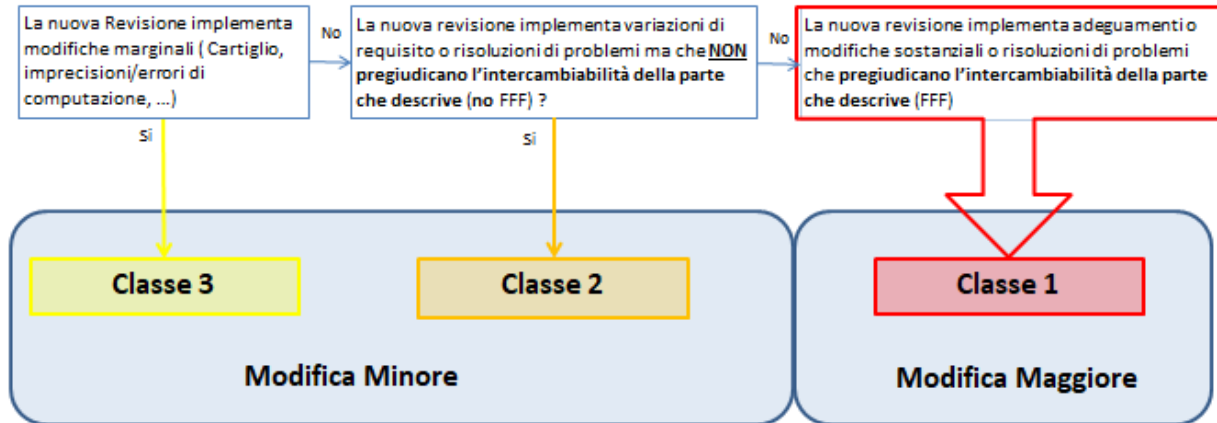 La nuova Revisione implementa
modifiche marginali ( Cartiglio,
imprecisioni/errori di
computazione, ...)
No
La nuova revisione implementa variazioni di
requisito o risoluzioni di problemi ma che NON
pregiudicano l'intercambiabilità della parte
che descrive (no FFF) ?
No
La nuova revisione implementa adeguamenti o
modifiche sostanziali o risoluzioni di problemi
che pregiudicano l'intercambiabilità della parte
che descrive (FFF)
Si
Si
Classe 3
Classe 2
Classe 1
Modifica Minore
Modifica Maggiore